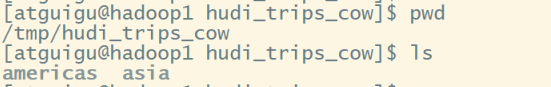 [atguigu@hadoop1 hudi_trips_cow]$ pwd
/tmp/hudi_trips_cow
[atguigu@hadoop1 hudi_trips_cow]$ ls
americas  asia